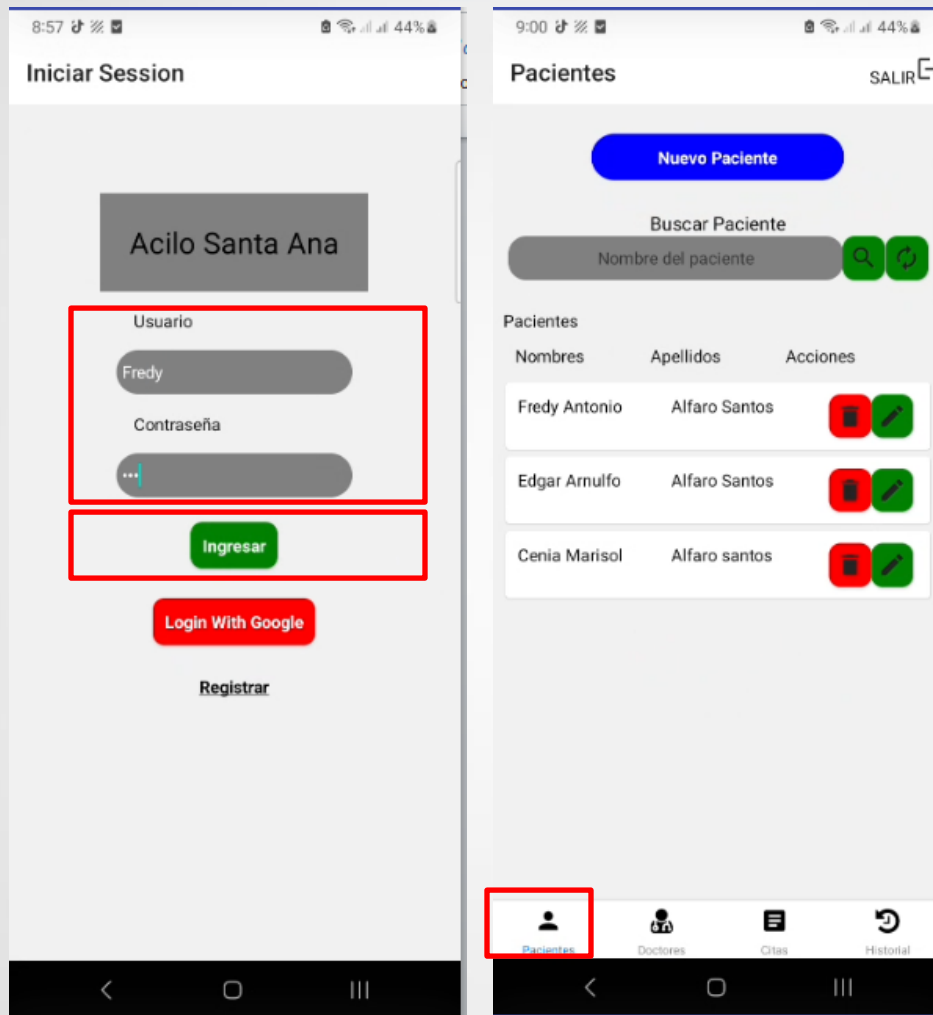 8:57
44%
Iniciar Session
Acilo Santa Ana
Usuario
Fredy
Contraseña
•••
Ingresar
Login With Google
Registrar
9:00
44%
Pacientes
SALIR
Nuevo Paciente
Buscar Paciente
Nombre del paciente
Pacientes
Nombres Apellidos Acciones
Fredy Antonio Alfaro Santos
Edgar Arnulfo Alfaro Santos
Cenia Marisol Alfaro santos
Pacientes Doctores Citas Historial